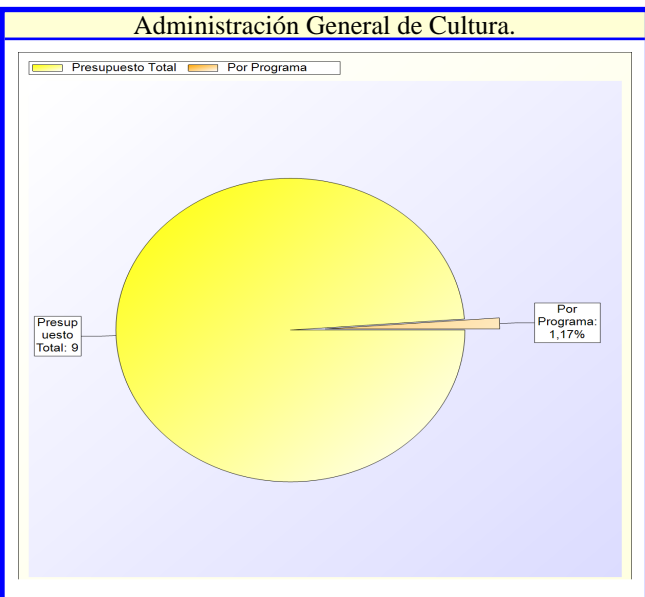 Administración General de Cultura.
Presupuesto Total Por Programa
Presup
uesto
Total: 9
Por
Programa:
1,17%